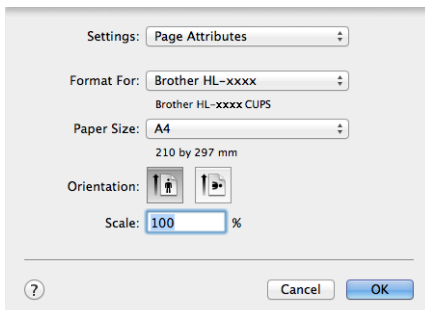 Settings: Page Attributes
Format For: Brother HL-xxxx
Brother HL-xxxx CUPS
Paper Size: A4
210 by 297 mm
Orientation:
Scale: 100 %
? Cancel OK